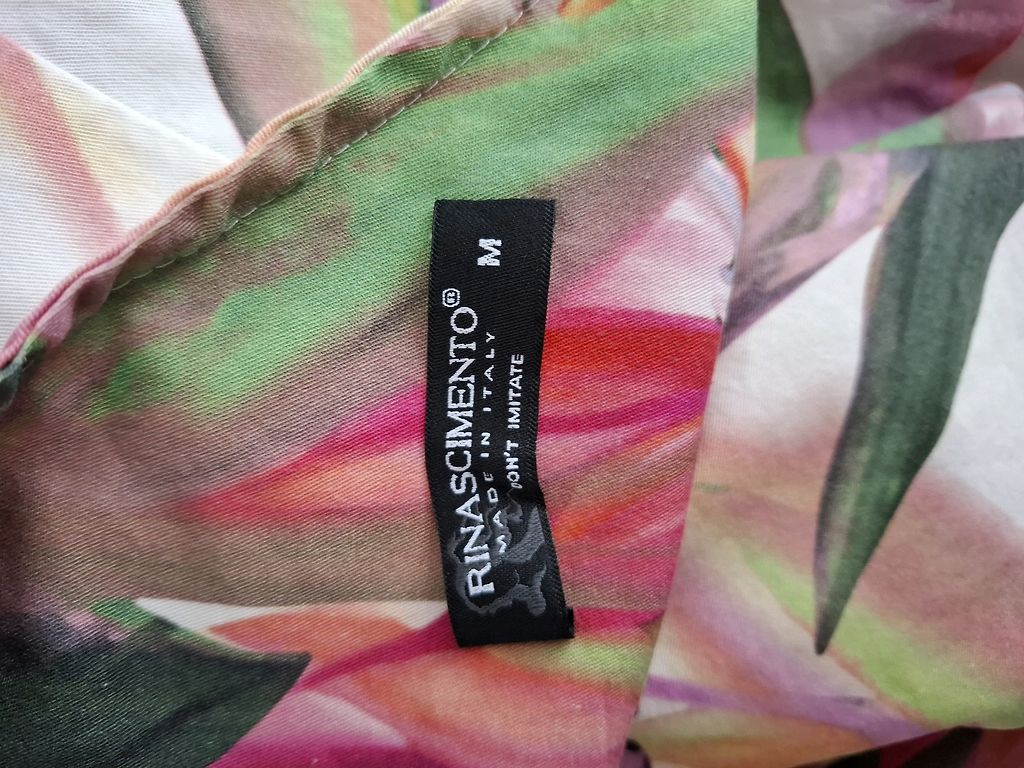 RINASCIMENTO®
MADE IN ITALY
DON'T IMITATE
M